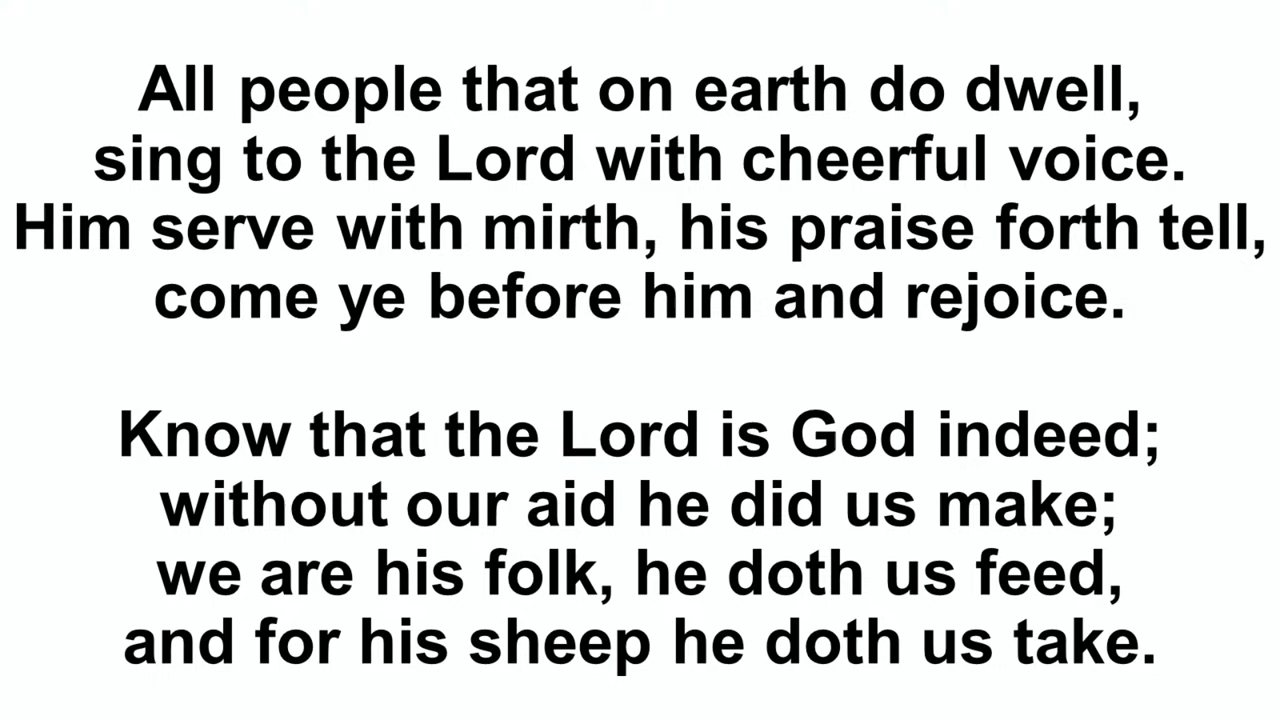 All people that on earth do dwell,
sing to the Lord with cheerful voice.
Him serve with mirth, his praise forth tell,
come ye before him and rejoice.
Know that the Lord is God indeed;
without our aid he did us make;
we are his folk, he doth us feed,
and for his sheep he doth us take.